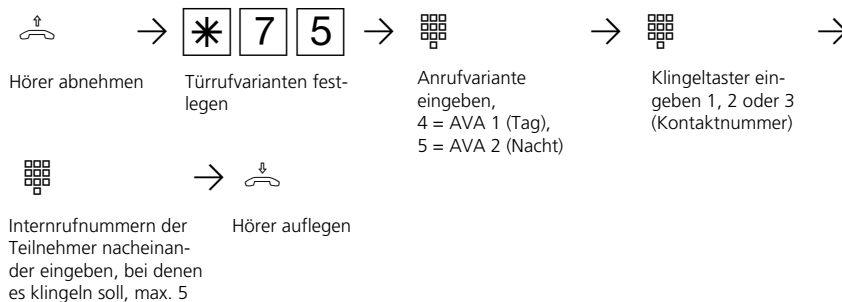 * 7 5
Hörer abnehmen
Türrufvarianten fest-
legen
Anrufvariante
eingeben,
4 = AVA 1 (Tag),
5 = AVA 2 (Nacht)
Klingeltaster ein-
geben 1, 2 oder 3
(Kontaktnummer)
Internrufnummern der
Teilnehmer nacheinan-
der eingeben, bei denen
es klingeln soll, max. 5
Hörer auflegen